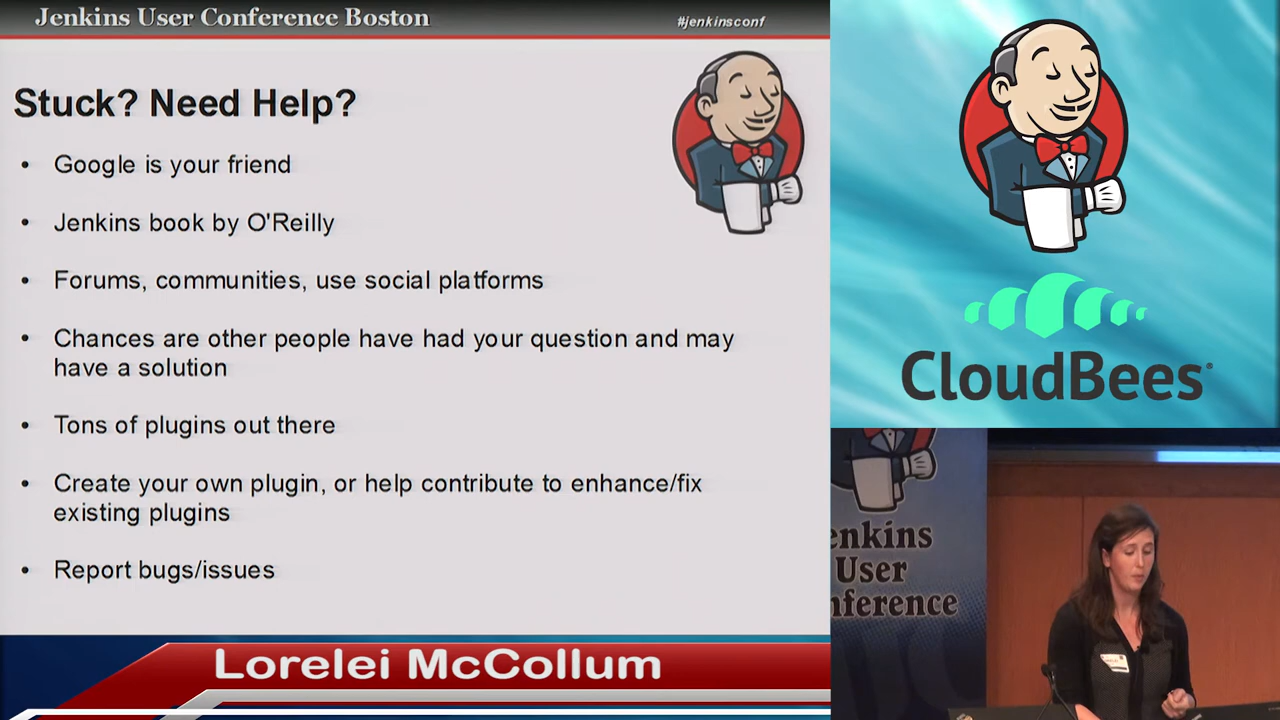 Jenkins User Conference Boston
#jenkinsconf
Stuck? Need Help?
• Google is your friend
• Jenkins book by O'Reilly
• Forums, communities, use social platforms
• Chances are other people have had your question and may
have a solution
• Tons of plugins out there
• Create your own plugin, or help contribute to enhance/fix
existing plugins
• Report bugs/issues
Lorelei McCollum
CloudBees®
enkins
User
nference